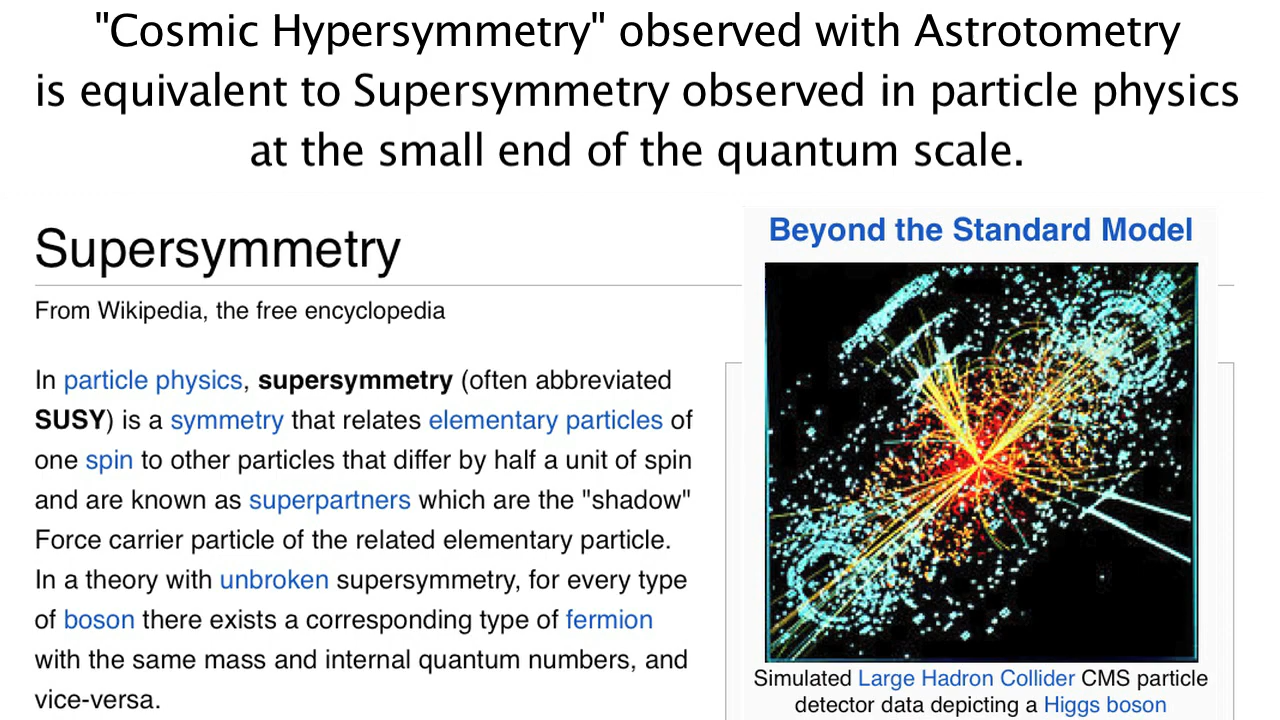 "Cosmic Hypersymmetry" observed with Astrotometry
is equivalent to Supersymmetry observed in particle physics
at the small end of the quantum scale.
Supersymmetry
From Wikipedia, the free encyclopedia
In particle physics, supersymmetry (often abbreviated
SUSY) is a symmetry that relates elementary particles of
one spin to other particles that differ by half a unit of spin
and are known as superpartners which are the "shadow"
Force carrier particle of the related elementary particle.
In a theory with unbroken supersymmetry, for every type
of boson there exists a corresponding type of fermion
with the same mass and internal quantum numbers, and
vice-versa.
Beyond the Standard Model
Simulated Large Hadron Collider CMS particle
detector data depicting a Higgs boson